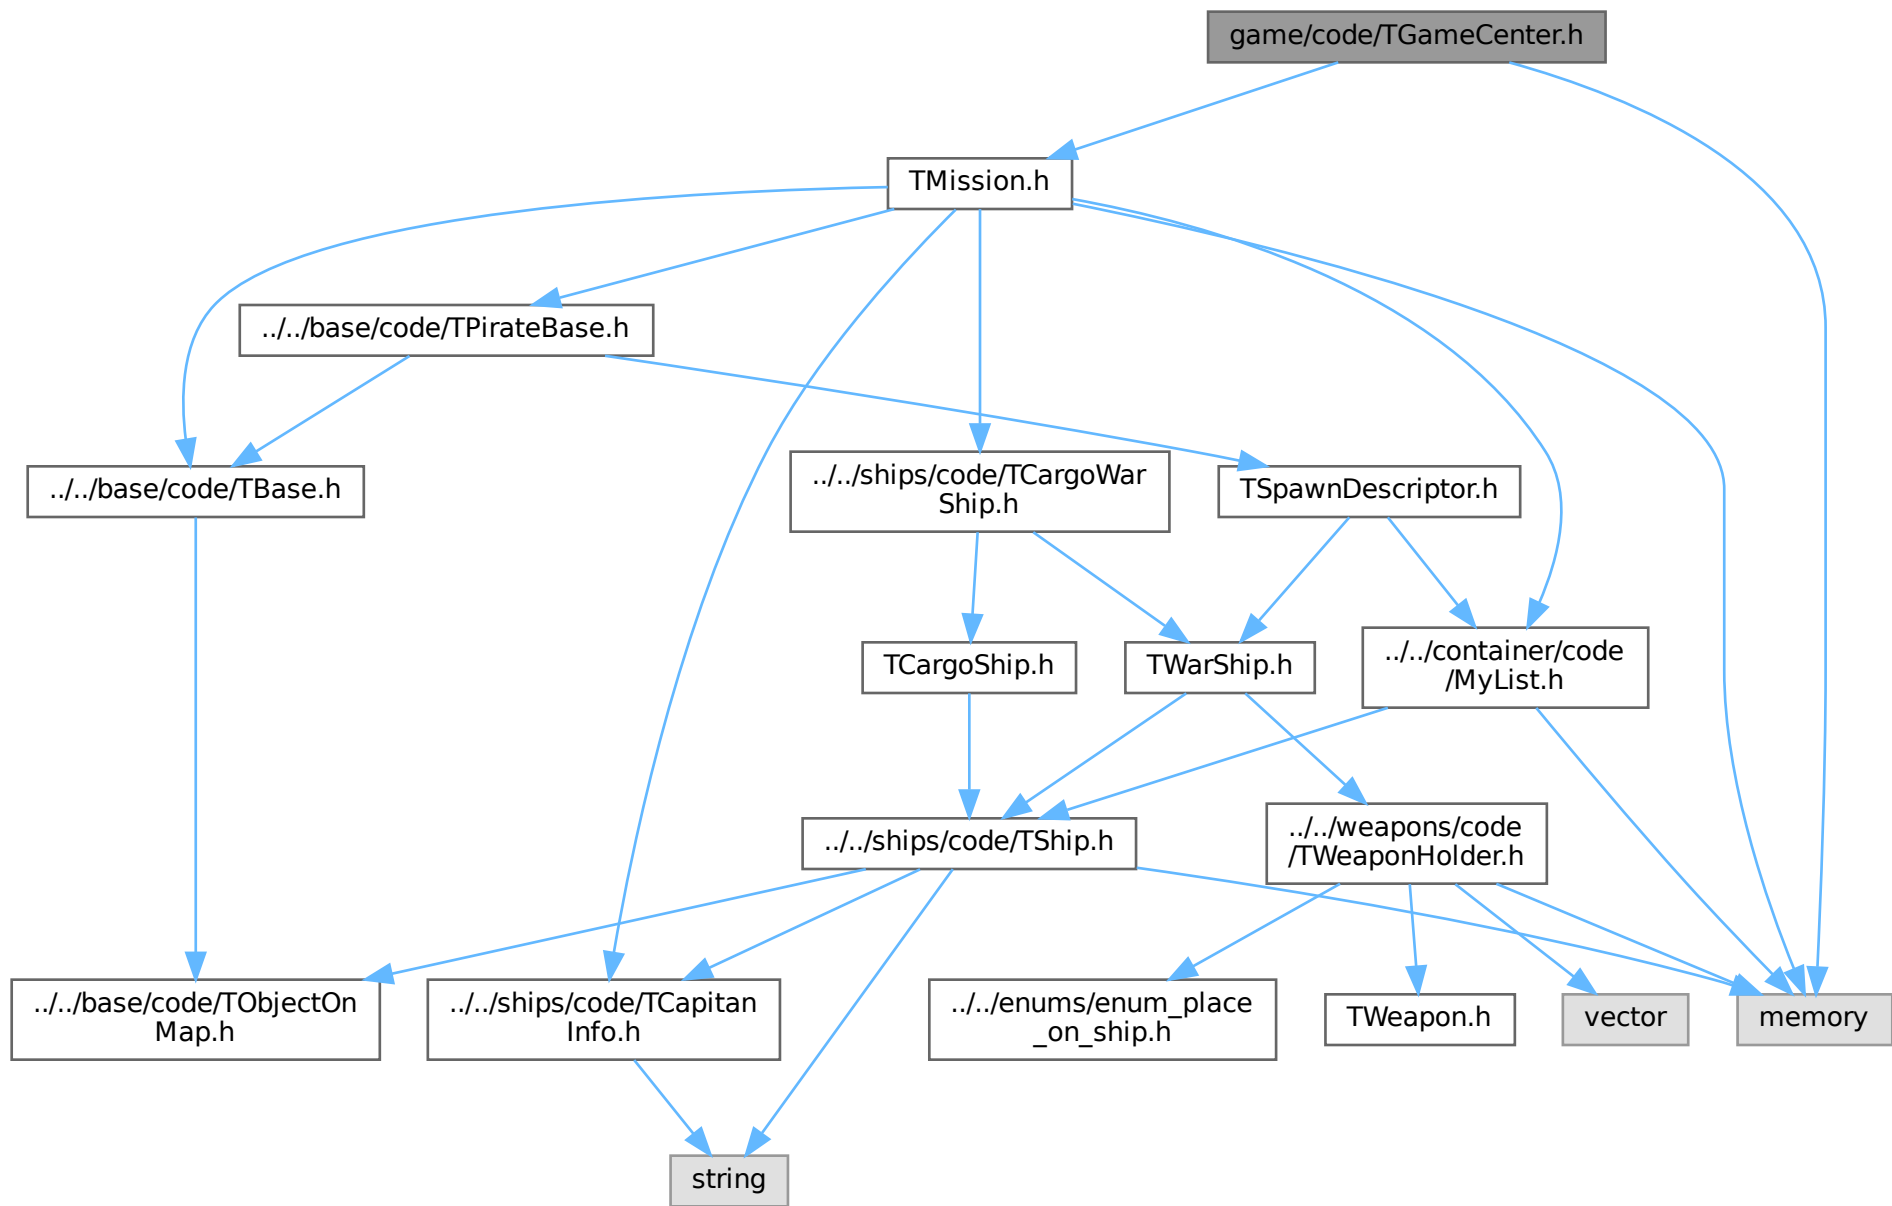 game/code/TGameCenter.h
TMission.h
../../base/code/TPirateBase.h
../../base/code/TBase.h
../../ships/code/TCargoWar
Ship.h
TSpawnDescriptor.h
TCargoShip.h
TWarShip.h
../../container/code
/MyList.h
../../ships/code/TShip.h
../../weapons/code
/TWeaponHolder.h
../../base/code/TObjectOn
Map.h
../../ships/code/TCapitan
Info.h
../../enums/enum_place
_on_ship.h
TWeapon.h
vector
memory
string